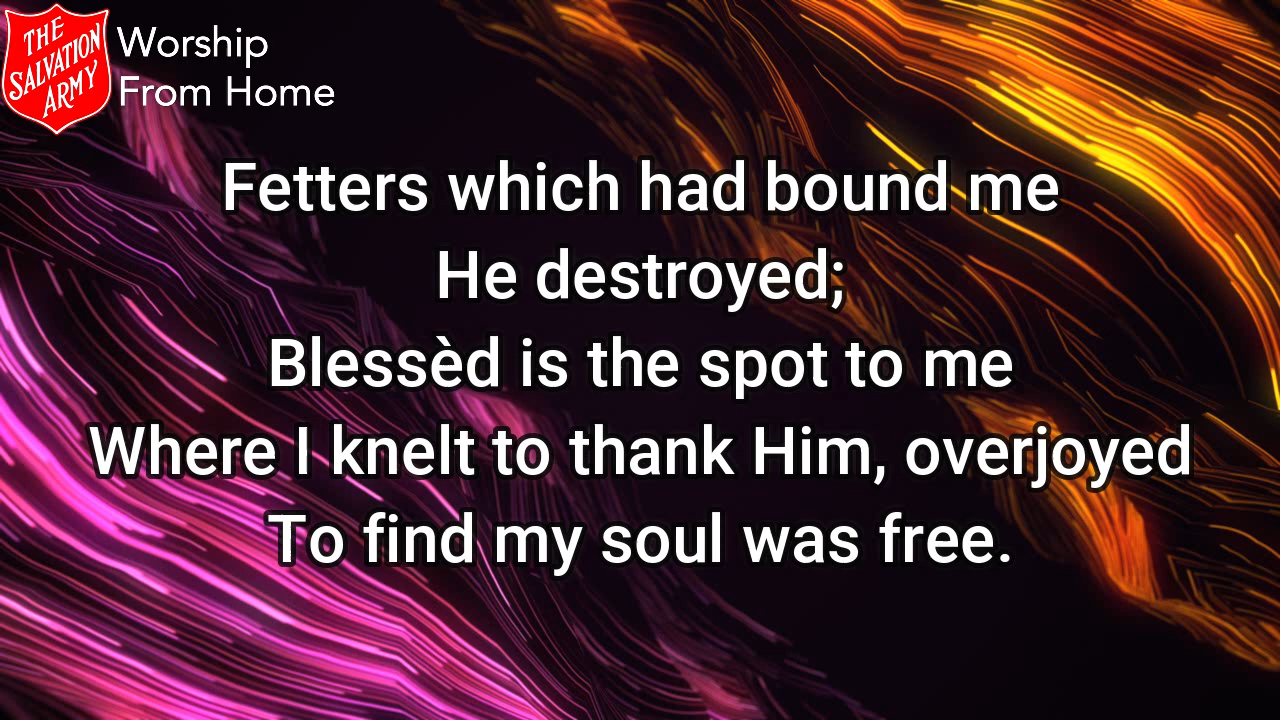 THE
SALVATION
ARMY
Worship
From Home
Fetters which had bound me
He destroyed;
Blessèd is the spot to me
Where I knelt to thank Him, overjoyed
To find my soul was free.